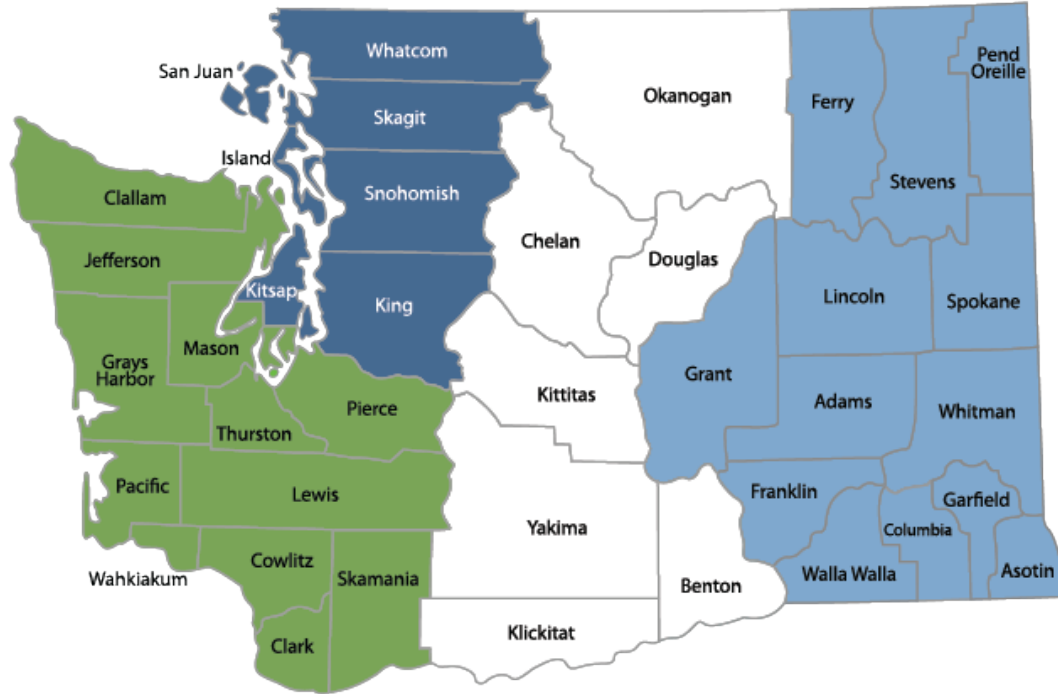 Whatcom
San Juan
Pend
Oreille
Okanogan
Ferry
Skagit
Island
Stevens
Clallam
Snohomish
Chelan
Douglas
Jefferson
Kitsap
King
Lincoln
Spokane
Mason
Grays
Harbor
Grant
Kittitas
Adams
Whitman
Pierce
Thurston
Pacific
Lewis
Franklin
Garfield
Yakima
Columbia
Wahkiakum
Cowlitz
Skamania
Benton
Walla Walla
Asotin
Klickitat
Clark